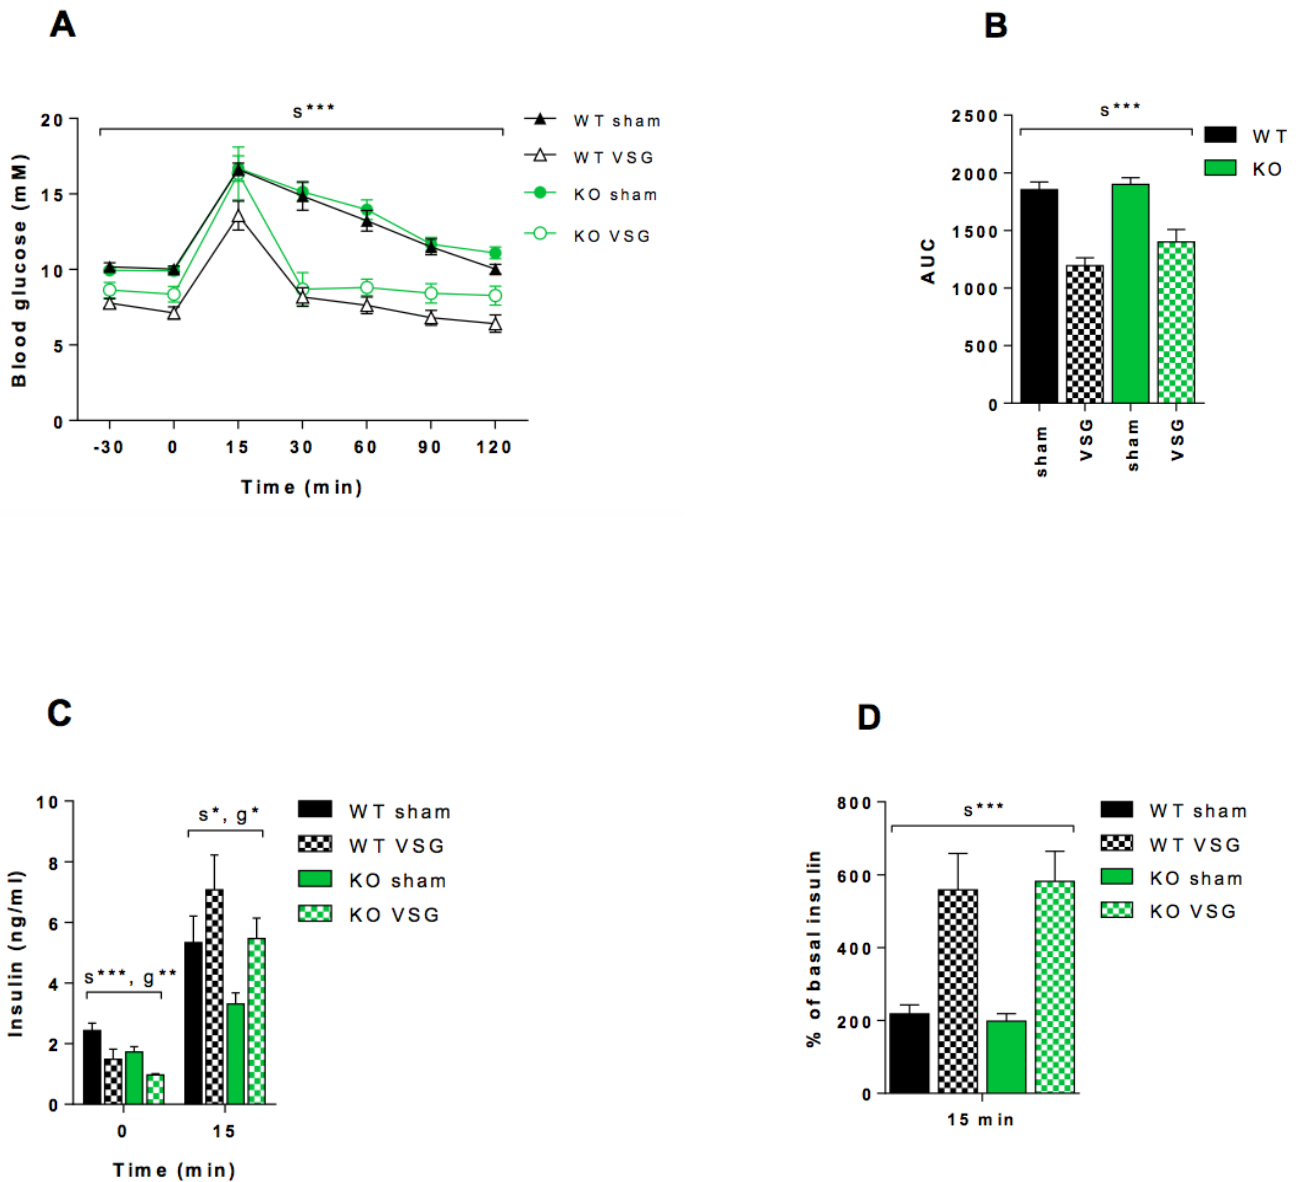 A
s***
20
15
10
5
0
Blood glucose (mM)
-30 0 15 30 60 90 120
Time (min)
WT sham
WT VSG
KO sham
KO VSG
B
s***
2500
2000
1500
1000
500
0
AUC
sham VSG sham VSG
WT
KO
C
10
8
6
4
2
0
Insulin (ng/ml)
s***, g**
s*, g*
0 15
Time (min)
WT sham
WT VSG
KO sham
KO VSG
D
800
600
400
200
0
% of basal insulin
s***
15 min
WT sham
WT VSG
KO sham
KO VSG